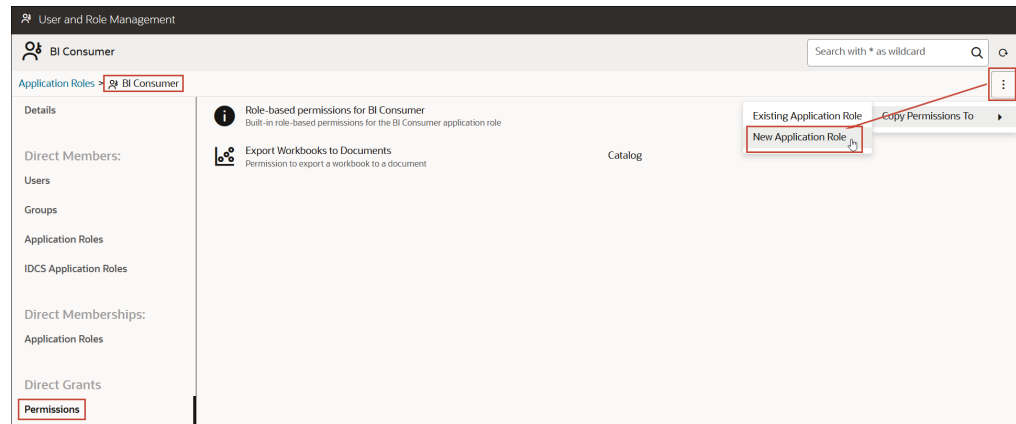 User and Role Management
BI Consumer
Search with * as wildcard
Application Roles > BI Consumer
Details
Role-based permissions for BI Consumer
Built-in role-based permissions for the BI Consumer application role
Existing Application Role
Copy Permissions To
New Application Role
Direct Members:
Export Workbooks to Documents
Permission to export a workbook to a document
Catalog
Users
Groups
Application Roles
IDCS Application Roles
Direct Memberships:
Application Roles
Direct Grants
Permissions